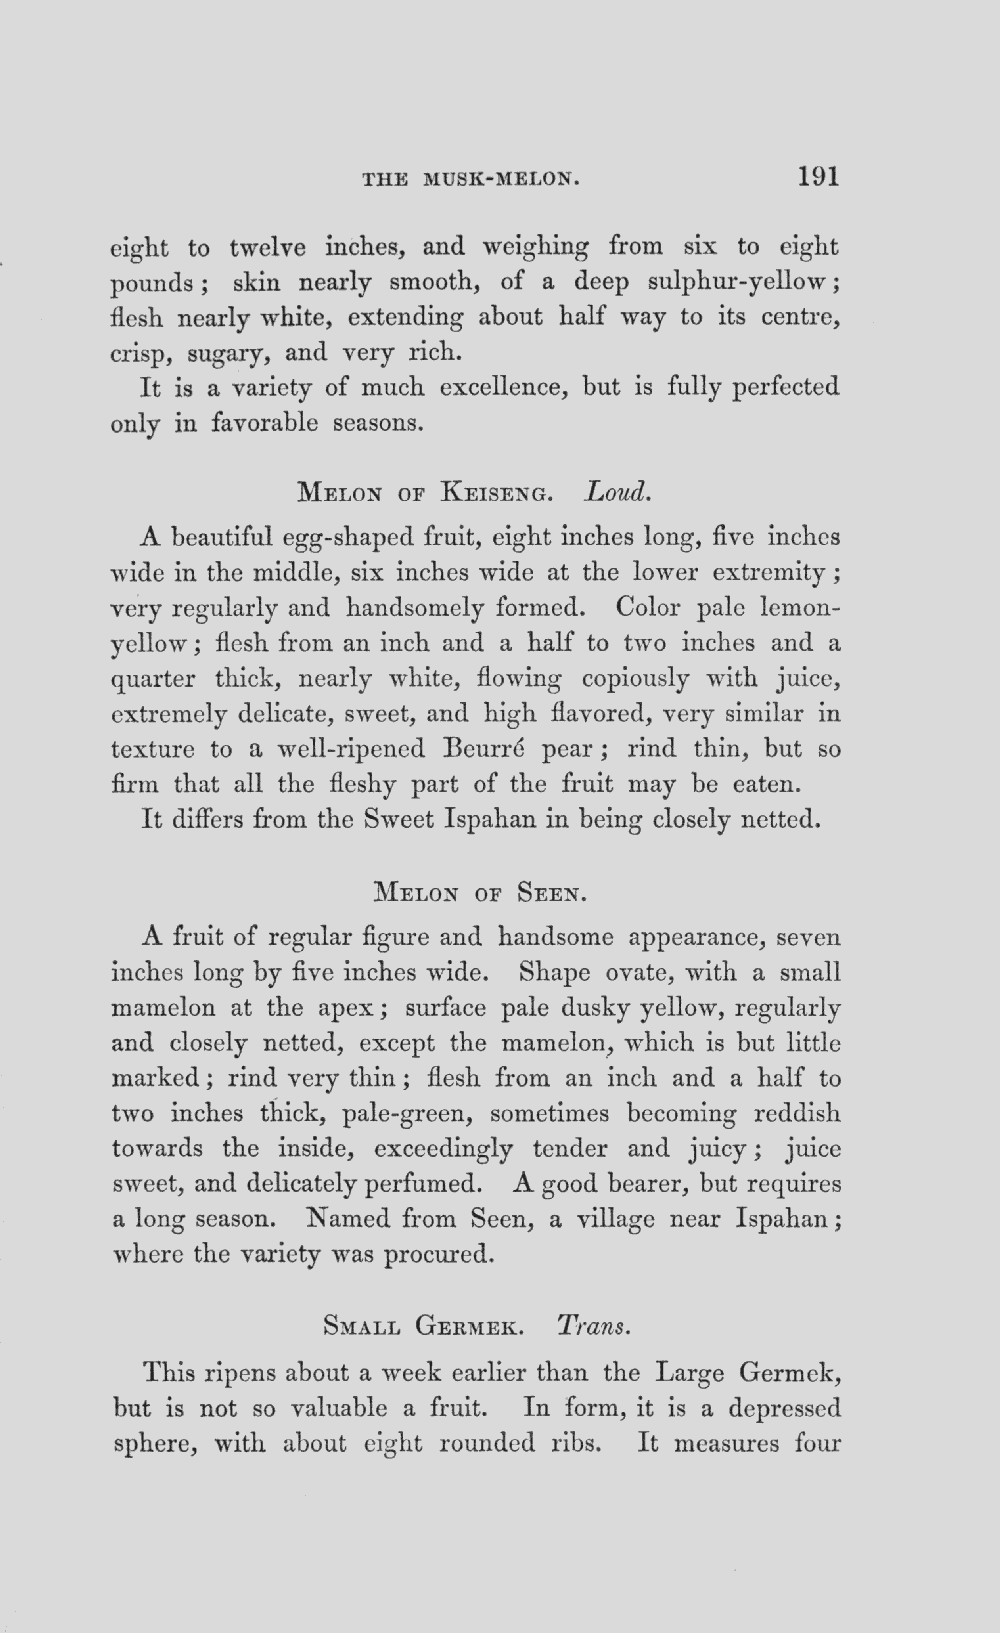 THE MUSK-MELON. 191
eight to twelve inches, and weighing from six to eight
pounds; skin nearly smooth, of a deep sulphur-yellow;
flesh nearly white, extending about half way to its centre,
crisp, sugary, and very rich.
It is a variety of much excellence, but is fully perfected
only in favorable seasons.
MELON OF KEISENG. Loud.
A beautiful egg-shaped fruit, eight inches long, five inches
wide in the middle, six inches wide at the lower extremity;
very regularly and handsomely formed. Color pale lemon-
yellow; flesh from an inch and a half to two inches and a
quarter thick, nearly white, flowing copiously with juice,
extremely delicate, sweet, and high flavored, very similar in
texture to a well-ripened Beurré pear; rind thin, but so
firm that all the fleshy part of the fruit may be eaten.
It differs from the Sweet Ispahan in being closely netted.
MELON OF SEEN.
A fruit of regular figure and handsome appearance, seven
inches long by five inches wide. Shape ovate, with a small
mamelon at the apex; surface pale dusky yellow, regularly
and closely netted, except the mamelon, which is but little
marked; rind very thin; flesh from an inch and a half to
two inches thick, pale-green, sometimes becoming reddish
towards the inside, exceedingly tender and juicy; juice
sweet, and delicately perfumed. A good bearer, but requires
a long season. Named from Seen, a village near Ispahan;
where the variety was procured.
SMALL GERMEK. Trans.
This ripens about a week earlier than the Large Germek,
but is not so valuable a fruit. In form, it is a depressed
sphere, with about eight rounded ribs. It measures four